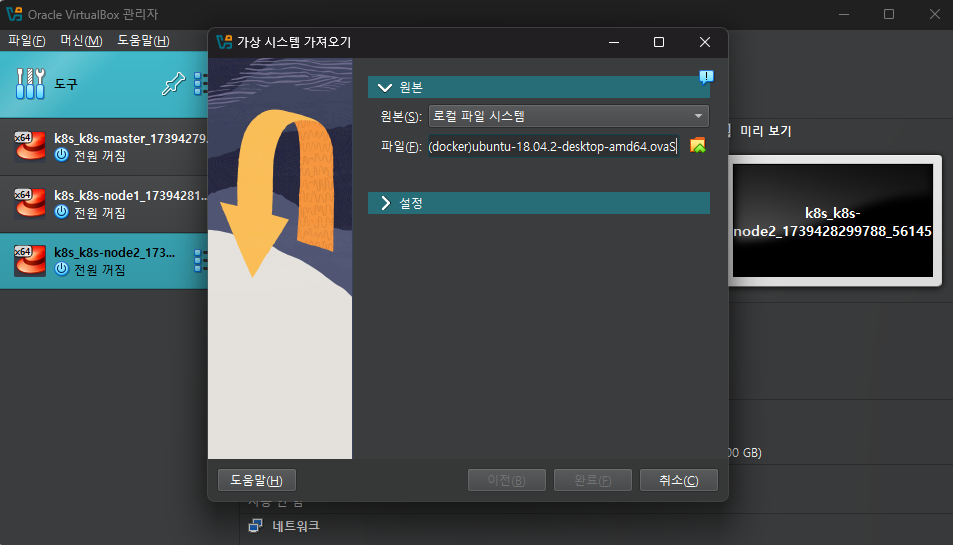 Oracle VirtualBox 관리자
파일(F) 머신(M) 도움말(H)
가상 시스템 가져오기
도구
k8s_k8s-master_17394279...
전원 꺼짐
k8s_k8s-node1_17394281...
전원 꺼짐
k8s_k8s-node2_173...
전원 꺼짐
원본
원본(S): 로컬 파일 시스템
파일(F): (docker)ubuntu-18.04.2-desktop-amd64.ovaS
설정
미리 보기
k8s_k8s-
node2_1739428299788_56145
00 GB)
도움말(H) 이전(B) 완료(F) 취소(C)
네트워크